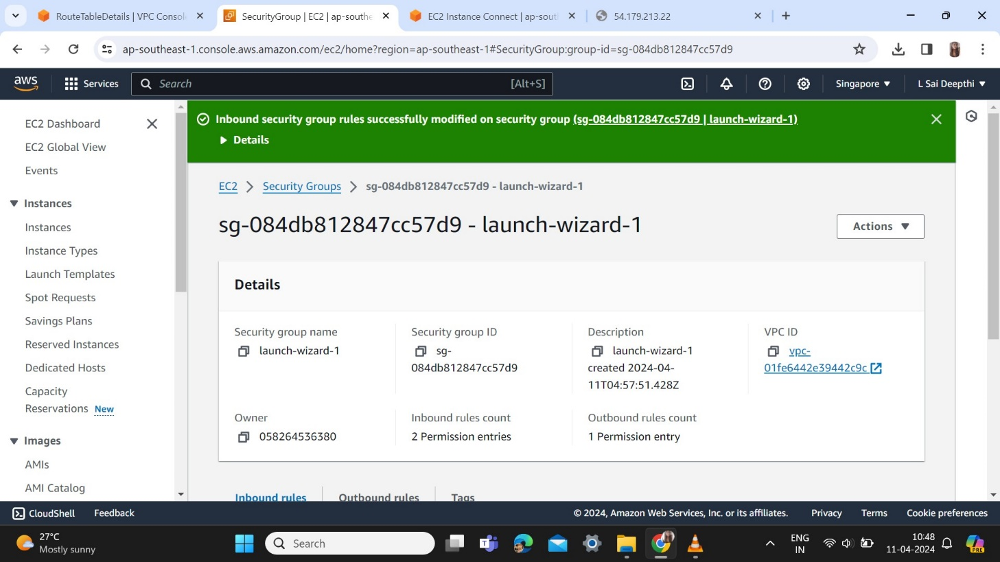 RouteTableDetails | VPC Consol
SecurityGroup | EC2 | ap-southe
EC2 Instance Connect | ap-sout
54.179.213.22
ap-southeast-1.console.aws.amazon.com/ec2/home?region=ap-southeast-1#SecurityGroup:group-id=sg-084db812847cc57d9
aws
Services
Search
[Alt+S]
Singapore
L Sai Deepthi
EC2 Dashboard
EC2 Global View
Events
Instances
Instances
Instance Types
Launch Templates
Spot Requests
Savings Plans
Reserved Instances
Dedicated Hosts
Capacity
Reservations New
Images
AMIs
AMI Catalog
Inbound security group rules successfully modified on security group (sg-084db812847cc57d9 | launch-wizard-1)
Details
EC2 > Security Groups > sg-084db812847cc57d9 - launch-wizard-1
sg-084db812847cc57d9 - launch-wizard-1
Actions
Details
Security group name
launch-wizard-1
Security group ID
sg-
084db812847cc57d9
Description
launch-wizard-1
created 2024-04-
11T04:57:51.428Z
VPC ID
vpc-
01fe6442e39442c9c
Owner
058264536380
Inbound rules count
2 Permission entries
Outbound rules count
1 Permission entry
Inbound rules
Outbound rules
Tags
CloudShell
Feedback
© 2024, Amazon Web Services, Inc. or its affiliates.
Privacy
Terms
Cookie preferences
27°C
Mostly sunny
Search
ENG
IN
10:48
11-04-2024
PRE